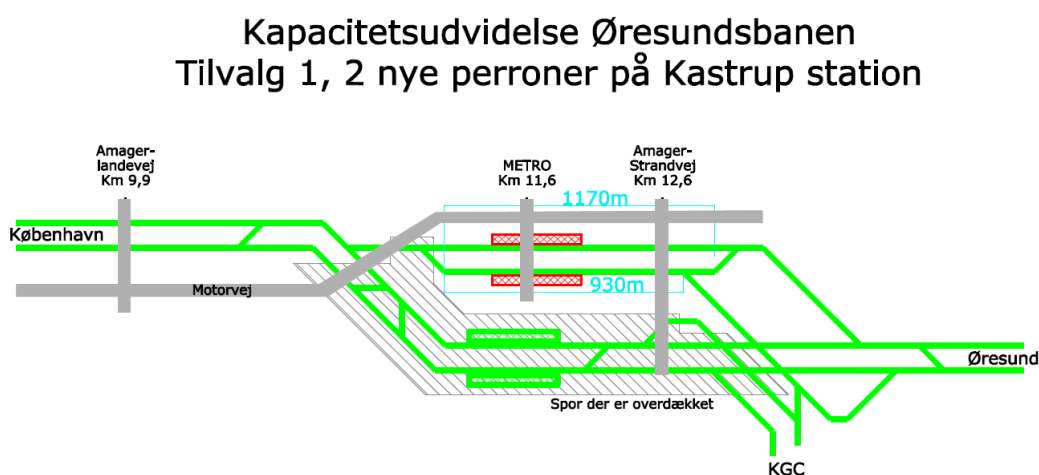 Kapacitetsudvidelse Øresundsbanen
Tilvalg 1, 2 nye perroner på Kastrup station
Amager-
landevej
Km 9,9
METRO
Km 11,6
Amager-
Strandvej
Km 12,6
1170m
København
Motorvej
930m
Øresund
Spor der er overdækket
KGC